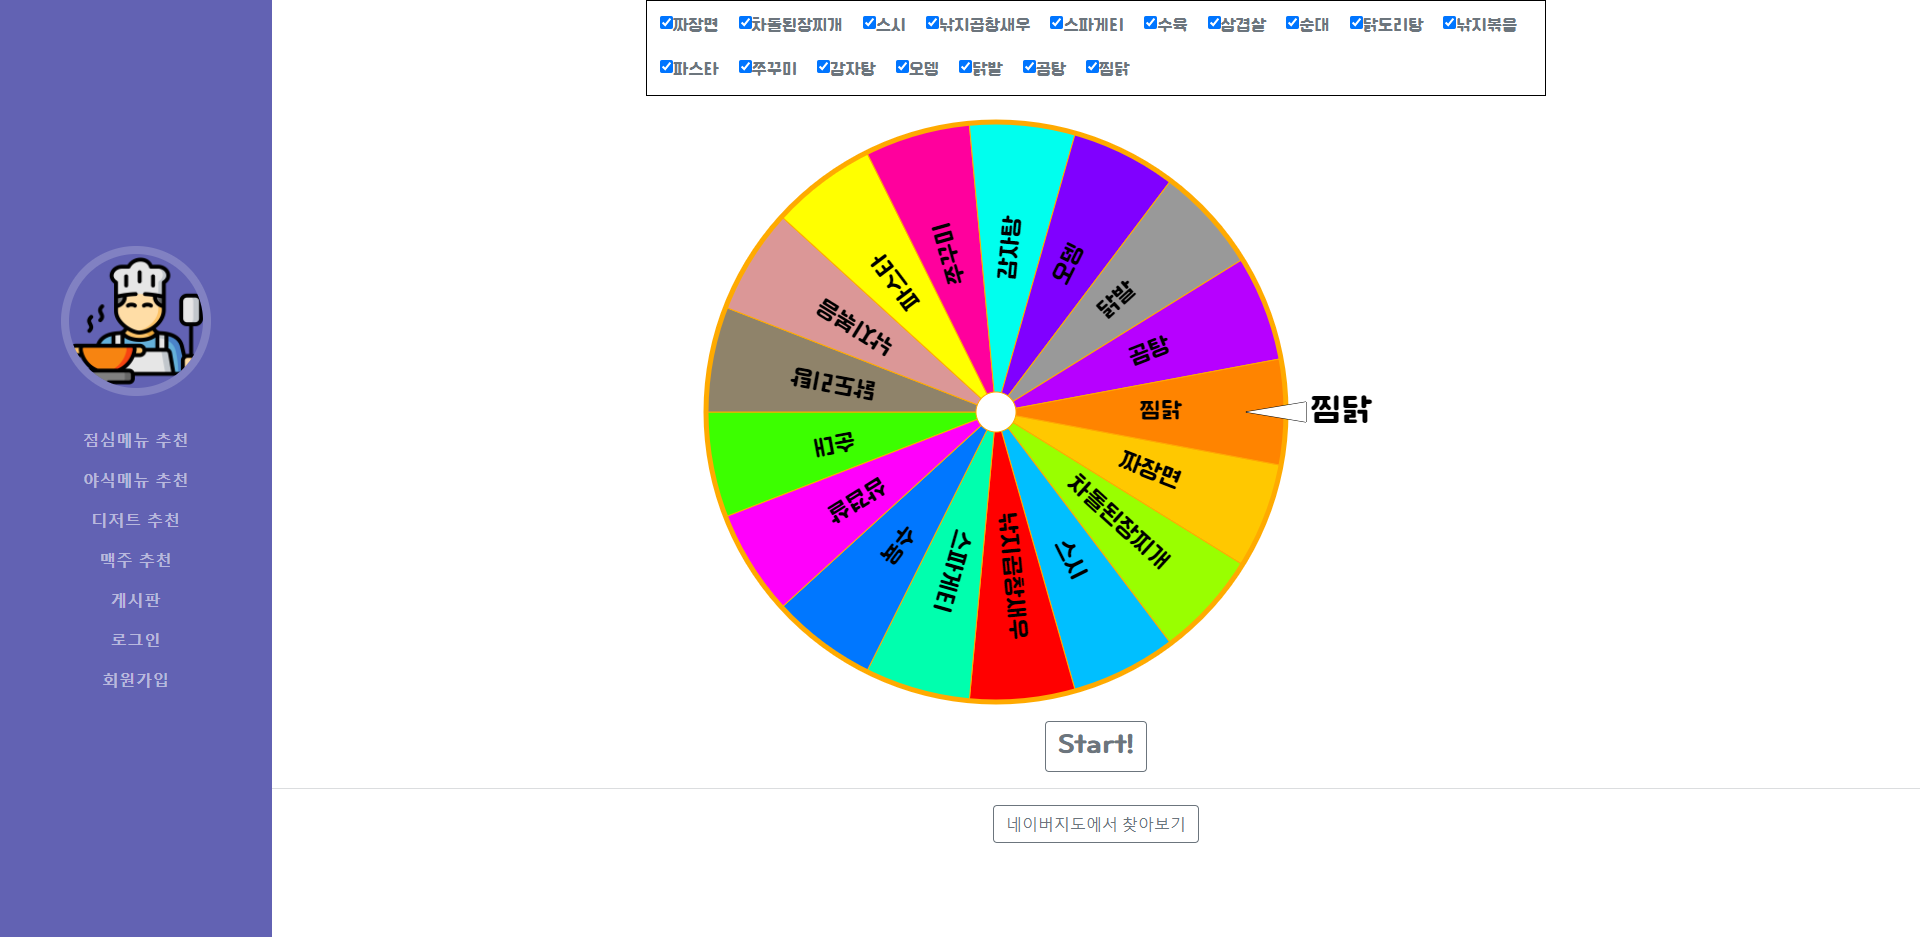 짜장면 차돌된장찌개 스시 낚지곱창새우 스파게티 수육 삼겹살 순대 닭도리탕 낚지볶음
파스타 쭈꾸미 감자탕 오뎅 닭발 곰탕 찜닭
점심메뉴 추천
야식메뉴 추천
디저트 추천
맥주 추천
게시판
로그인
회원가입
감자탕
오뎅
닭발
곰탕
찜닭
짜장면
차돌된장찌개
스시
낚지곱창새우
스파게티
수육
삼겹살
순대
닭도리탕
낚지볶음
파스타
쭈꾸미
찜닭
Start!
네이버지도에서 찾아보기